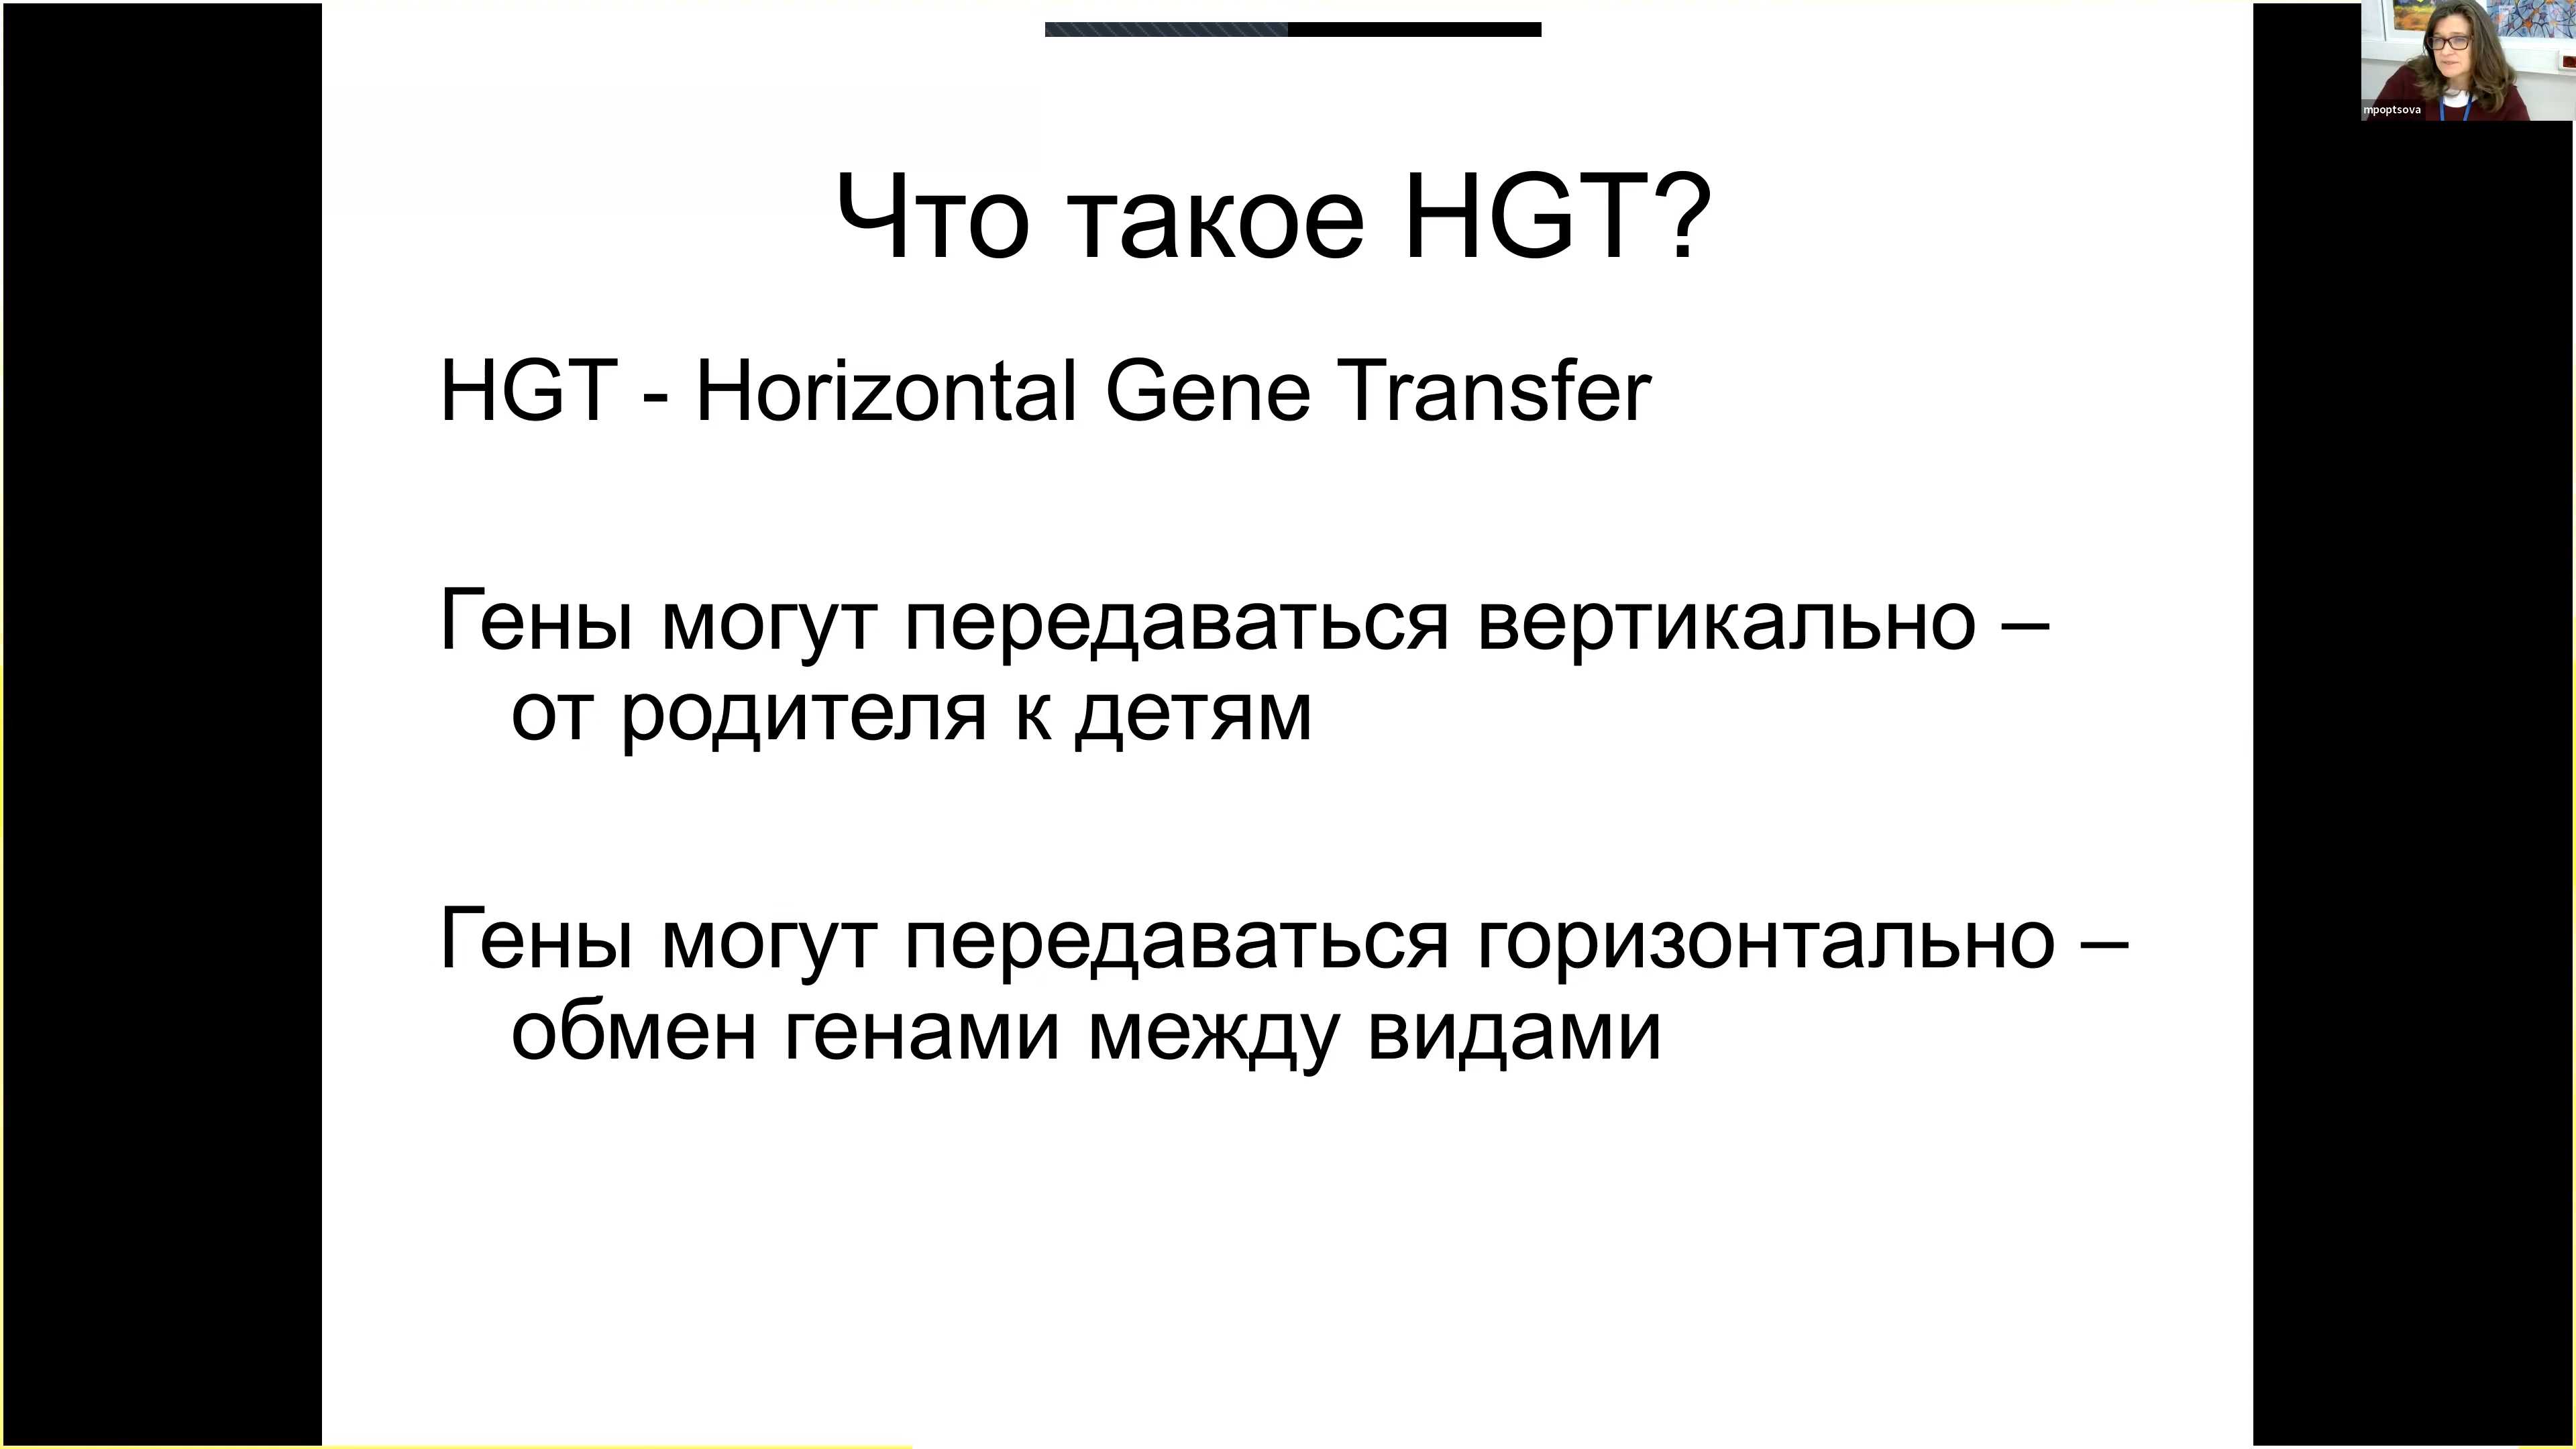 mpoptsova
Что такое HGT?
HGT - Horizontal Gene Transfer
Гены могут передаваться вертикально –
от родителя к детям
Гены могут передаваться горизонтально –
обмен генами между видами